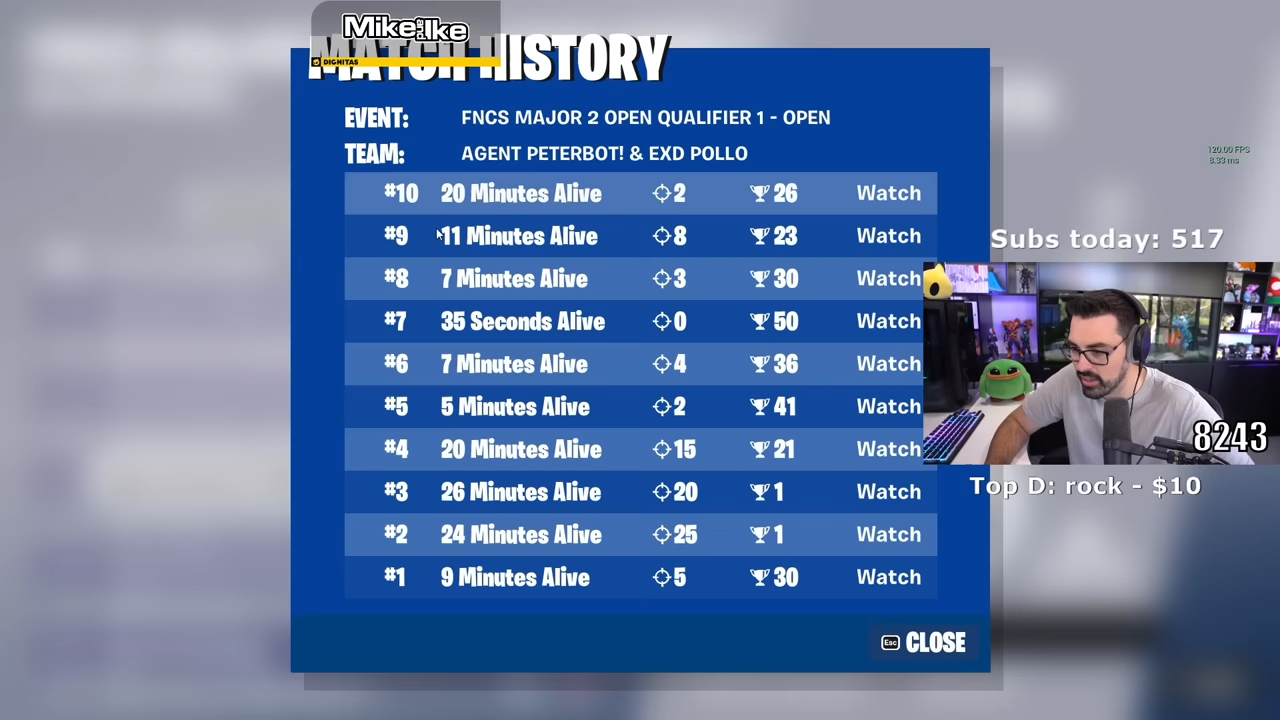 Mike and Ike
DIGNITAS
MATCH HISTORY
EVENT: FNCS MAJOR 2 OPEN QUALIFIER 1 - OPEN
TEAM: AGENT PETERBOT! & EXD POLLO
#10 20 Minutes Alive 2 26 Watch
#9 11 Minutes Alive 8 23 Watch
#8 7 Minutes Alive 3 30 Watch
#7 35 Seconds Alive 0 50 Watch
#6 7 Minutes Alive 4 36 Watch
#5 5 Minutes Alive 2 41 Watch
#4 20 Minutes Alive 15 21 Watch
#3 26 Minutes Alive 20 1 Watch
#2 24 Minutes Alive 25 1 Watch
#1 9 Minutes Alive 5 30 Watch
Esc CLOSE
120.00 FPS
8.33 ms
Subs today: 517
8243
Top D: rock - $10